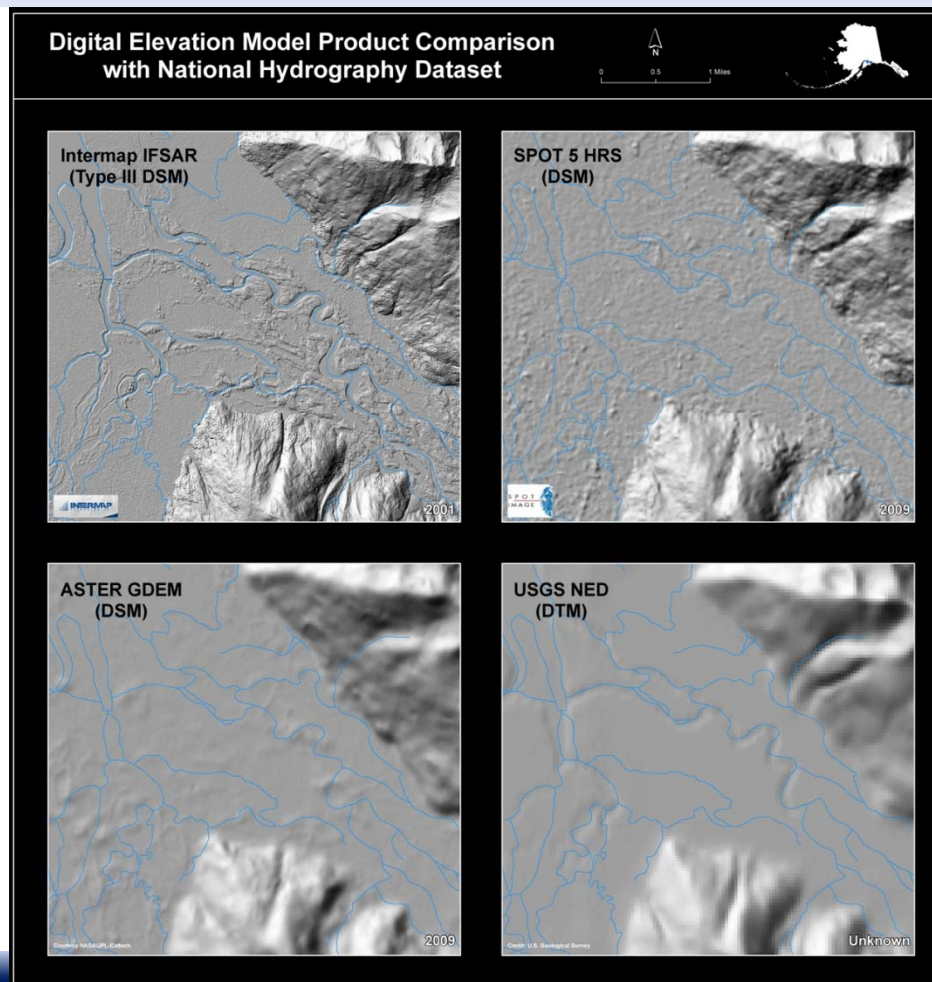 Digital Elevation Model Product Comparison
with National Hydrography Dataset
N
0 0.5 1 Miles
Intermap IFSAR
(Type III DSM)
INTERMAP
2001
SPOT 5 HRS
(DSM)
SPOT
IMAGE
2009
ASTER GDEM
(DSM)
Courtesy NASA/JPL-Caltech
2009
USGS NED
(DTM)
Credit: U.S. Geological Survey
Unknown